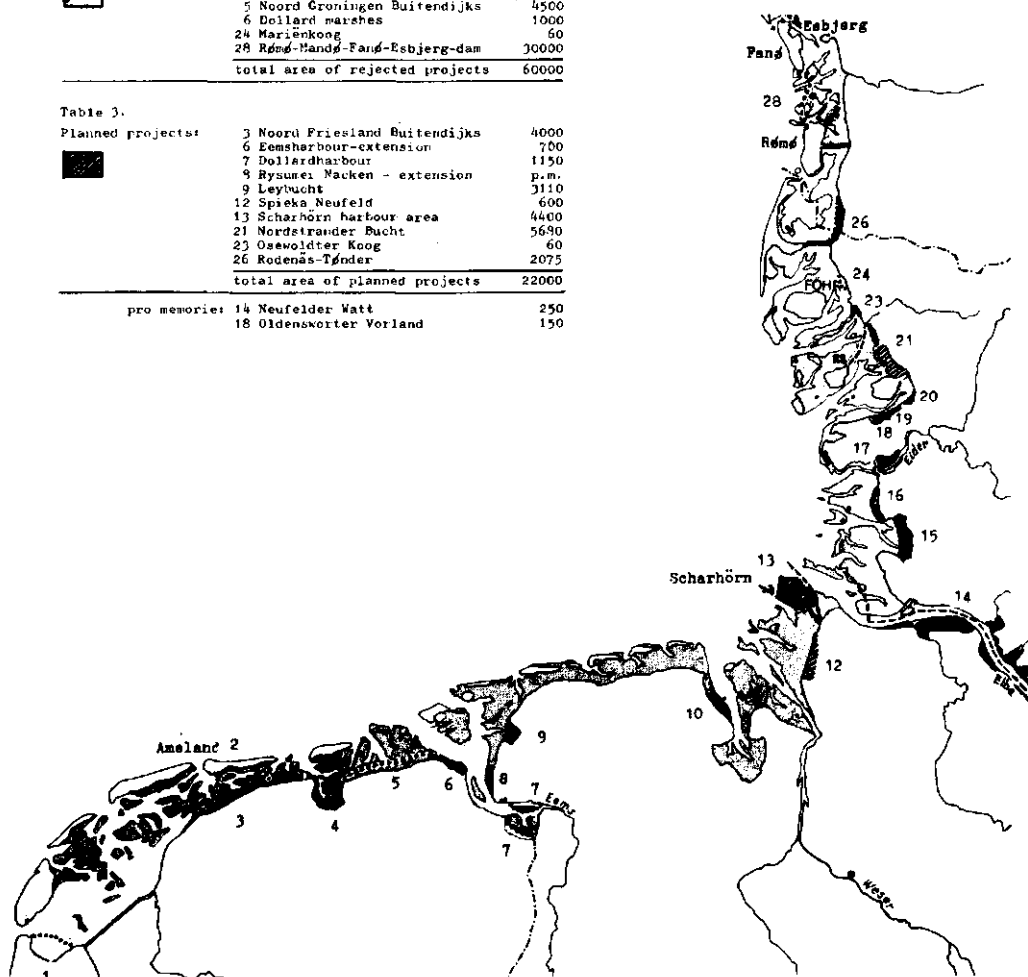 5 Noord Groningen Buitendijks 4500
6 Dollard marshes 1000
24 Mariënkoog 60
28 Rømø-Mandø-Fanø-Esbjerg-dam 30000
total area of rejected projects 60000
Table 3.
Planned projects: 3 Noord Friesland Buitendijks 4000
6 Eemsharbour-extension 700
7 Dollardharbour 1150
8 Rysumer Nacken - extension p.m.
9 Leybucht 3110
12 Spieka Neufeld 600
13 Scharhörn harbour area 4400
21 Nordstrander Bucht 5690
23 Osewoldter Koog 60
26 Rodenäs-Tønder 2075
total area of planned projects 22000
pro memorie: 14 Neufelder Watt 250
18 Oldensworter Vorland 150
Esbjerg
Fanø
28
Rømø
26
24
FÖHR
23
21
20
19
18
17
Eider
16
15
13
Scharhörn
14
Elbe
12
10
9
Ameland 2
5
6
8
7
Eems
3
4
7
Weser
1